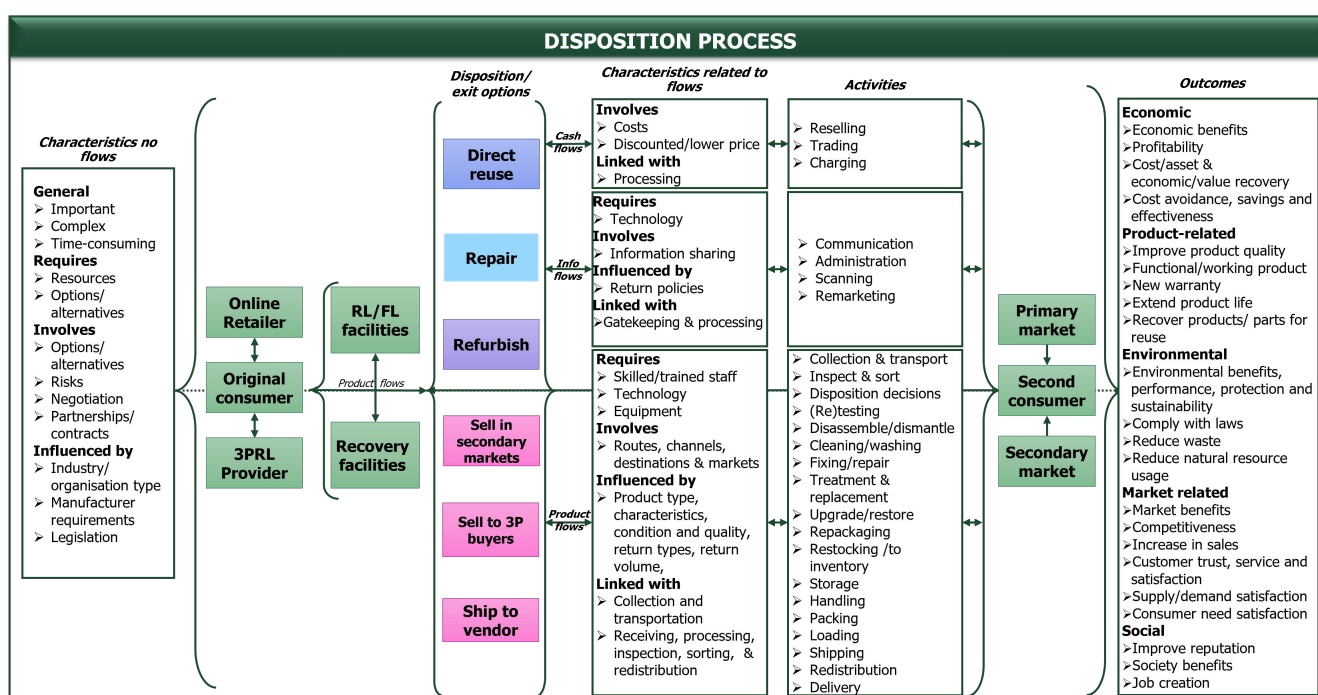 DISPOSITION PROCESS
Characteristics no
flows
General
➢ Important
➢ Complex
➢ Time-consuming
Requires
➢ Resources
➢ Options/
alternatives
Involves
➢ Options/
alternatives
➢ Risks
➢ Negotiation
➢ Partnerships/
contracts
Influenced by
➢ Industry/
organisation type
➢ Manufacturer
requirements
➢ Legislation
Online
Retailer
Original
consumer
3PRL
Provider
RL/FL
facilities
Product flows
Recovery
facilities
Disposition/
exit options
Direct
reuse
Repair
Refurbish
Sell in
secondary
markets
Sell to 3P
buyers
Ship to
vendor
Cash
flows
Info
flows
Product
flows
Characteristics related to
flows
Involves
➢ Costs
➢ Discounted/lower price
Linked with
➢ Processing
Requires
➢ Technology
Involves
➢ Information sharing
Influenced by
➢ Return policies
Linked with
➢Gatekeeping & processing
Requires
➢ Skilled/trained staff
➢ Technology
➢ Equipment
Involves
➢ Routes, channels,
destinations & markets
Influenced by
➢ Product type,
characteristics,
condition and quality,
return types, return
volume,
Linked with
➢ Collection and
transportation
➢ Receiving, processing,
inspection, sorting, &
redistribution
Activities
➢ Reselling
➢ Trading
➢ Charging
➢ Communication
➢ Administration
➢ Scanning
➢ Remarketing
➢ Collection & transport
➢ Inspect & sort
➢ Disposition decisions
➢ (Re)testing
➢ Disassemble/dismantle
➢ Cleaning/washing
➢ Fixing/repair
➢ Treatment &
replacement
➢ Upgrade/restore
➢ Repackaging
➢ Restocking /to
inventory
➢ Storage
➢ Handling
➢ Packing
➢ Loading
➢ Shipping
➢ Redistribution
➢ Delivery
Primary
market
Second
consumer
Secondary
market
Outcomes
Economic
➢Economic benefits
➢Profitability
➢Cost/asset &
economic/value recovery
➢Cost avoidance, savings and
effectiveness
Product-related
➢Improve product quality
➢Functional/working product
➢New warranty
➢Extend product life
➢Recover products/ parts for
reuse
Environmental
➢Environmental benefits,
performance, protection and
sustainability
➢Comply with laws
➢Reduce waste
➢Reduce natural resource
usage
Market related
➢Market benefits
➢Competitiveness
➢Increase in sales
➢Customer trust, service and
satisfaction
➢Supply/demand satisfaction
➢Consumer need satisfaction
Social
➢Improve reputation
➢Society benefits
➢Job creation